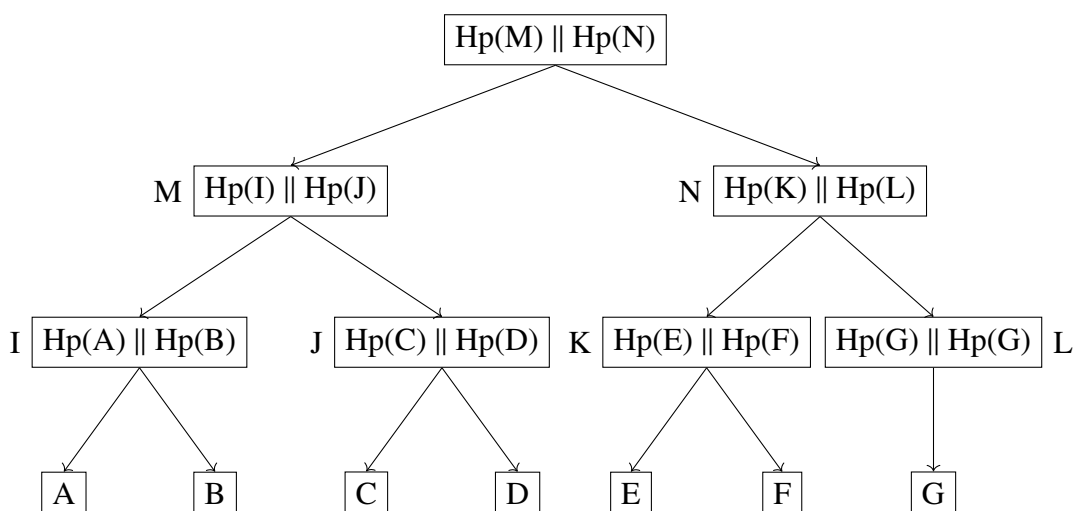 Hp(M) || Hp(N)
M Hp(I) || Hp(J)
N Hp(K) || Hp(L)
I Hp(A) || Hp(B)
J Hp(C) || Hp(D)
K Hp(E) || Hp(F)
Hp(G) || Hp(G) L
A
B
C
D
E
F
G